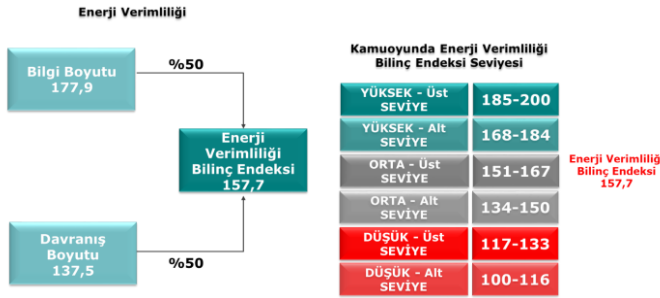 Enerji Verimliliği
Bilgi Boyutu
177,9
%50
Enerji
Verimliliği
Bilinç Endeksi
157,7
Davranış
Boyutu
137,5
%50
Kamuoyunda Enerji Verimliliği
Bilinç Endeksi Seviyesi
YÜKSEK - Üst
SEVİYE
185-200
YÜKSEK - Alt
SEVİYE
168-184
ORTA - Üst
SEVİYE
151-167
ORTA - Alt
SEVİYE
134-150
DÜŞÜK - Üst
SEVİYE
117-133
DÜŞÜK - Alt
SEVİYE
100-116
Enerji Verimliliğ
Bilinç Endeksi
157,7